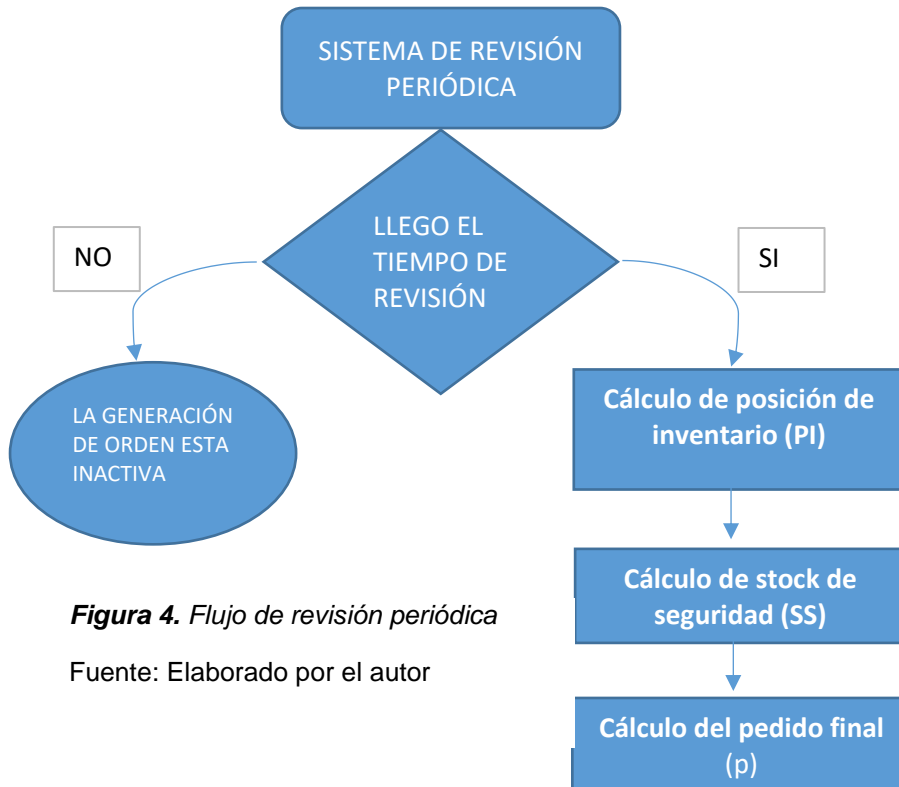 SISTEMA DE REVISIÓN
PERIÓDICA
LLEGO EL
TIEMPO DE
REVISIÓN
NO
SI
LA GENERACIÓN
DE ORDEN ESTA
INACTIVA
Cálculo de posición de
inventario (PI)
Cálculo de stock de
seguridad (SS)
Cálculo del pedido final
(p)
Figura 4. Flujo de revisión periódica
Fuente: Elaborado por el autor